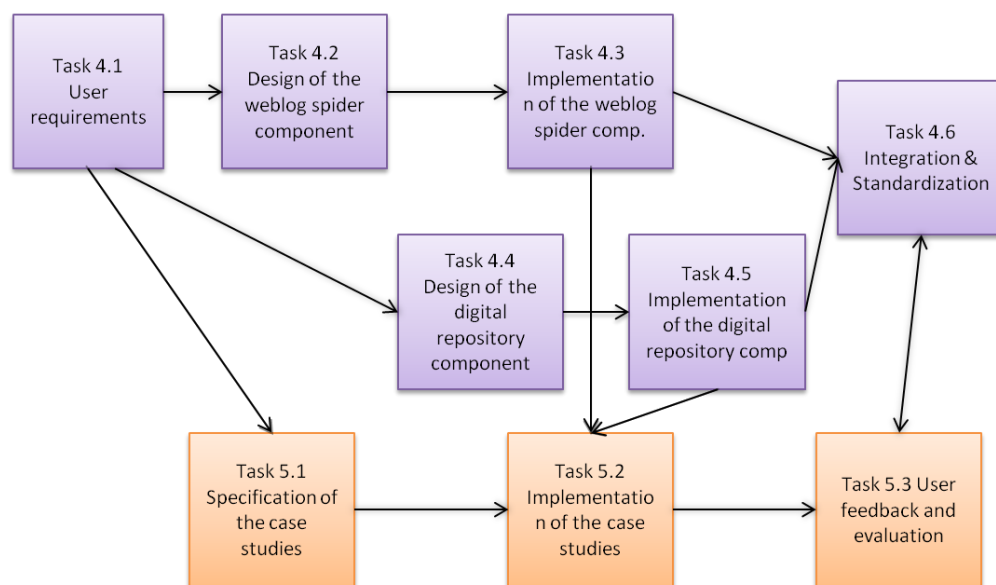 Task 4.1
User
requirements
Task 4.2
Design of the
weblog spider
component
Task 4.3
Implementatio
n of the weblog
spider comp.
Task 4.6
Integration &
Standardization
Task 4.4
Design of the
digital
repository
component
Task 4.5
Implementation
of the digital
repository comp
Task 5.1
Specification of
the case
studies
Task 5.2
Implementatio
n of the case
studies
Task 5.3 User
feedback and
evaluation